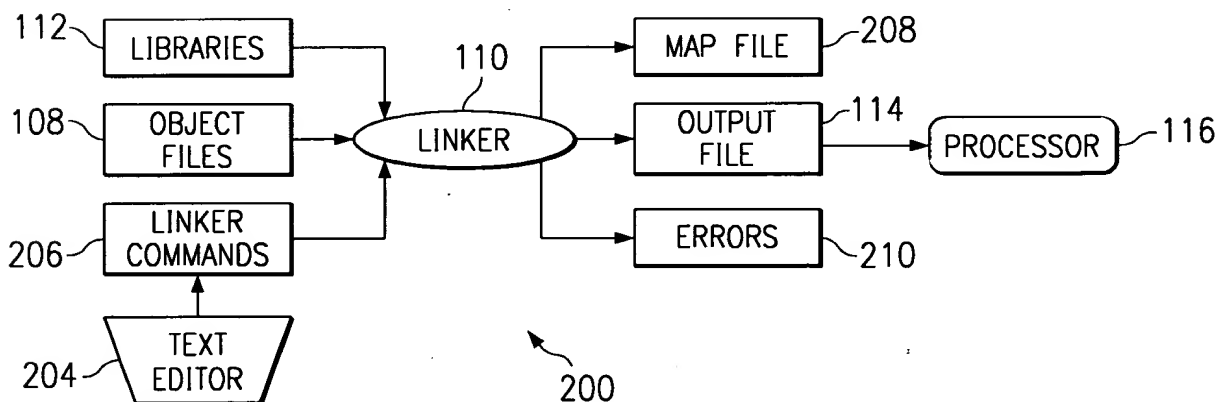 112
LIBRARIES
108
OBJECT
FILES
206
LINKER
COMMANDS
204
TEXT
EDITOR
110
LINKER
MAP FILE
208
OUTPUT
FILE
114
PROCESSOR
116
ERRORS
210
200